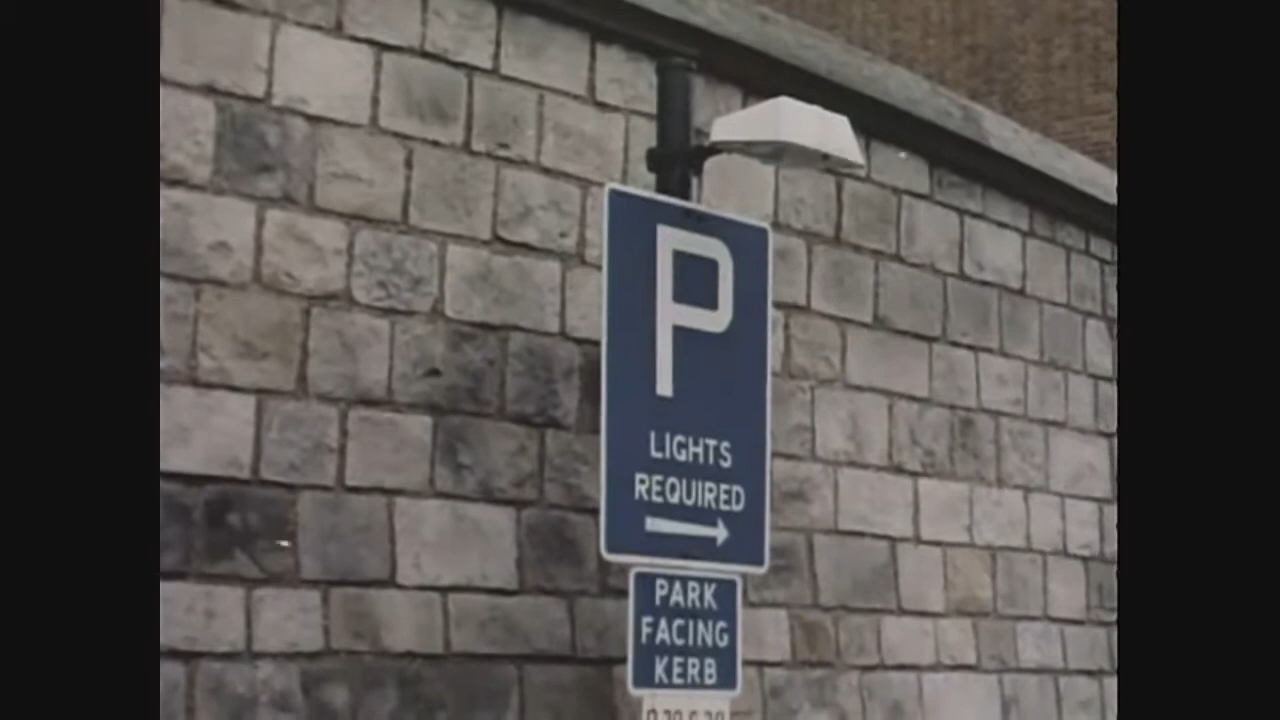 P
LIGHTS
REQUIRED
PARK
FACING
KERB